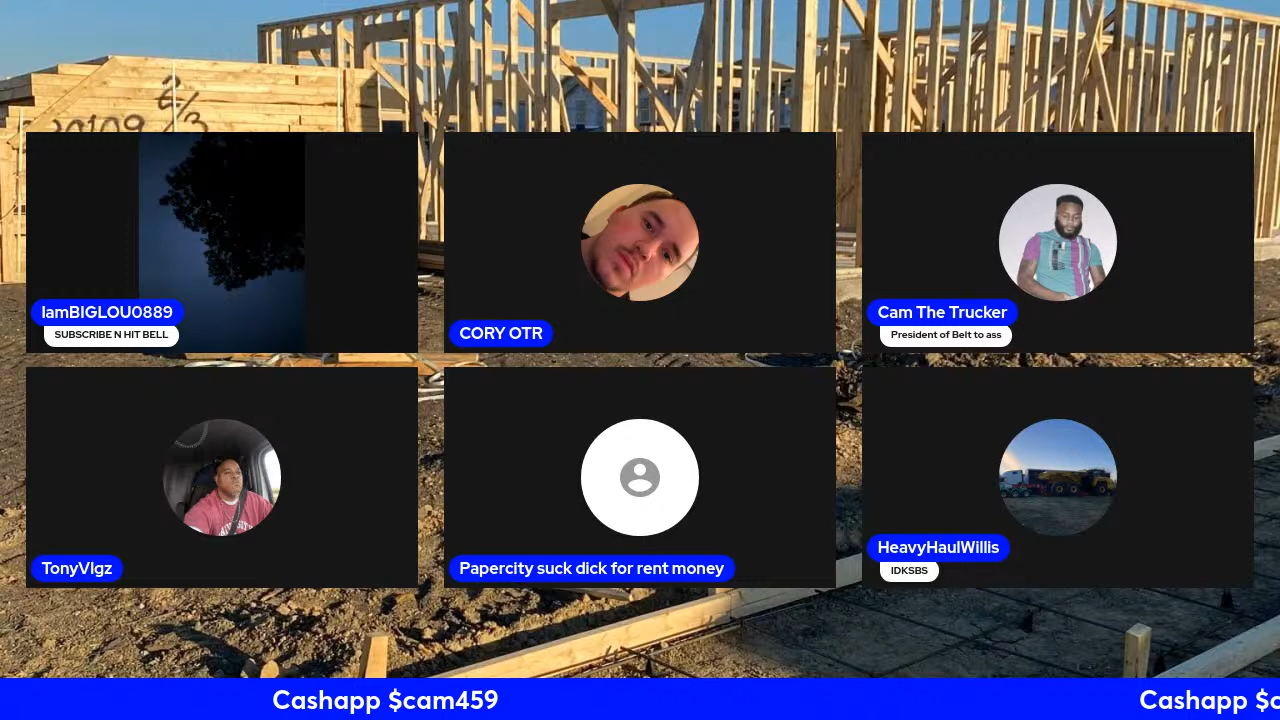 IamBIGLOU0889
SUBSCRIBE N HIT BELL
CORY OTR
Cam The Trucker
President of Belt to ass
TonyVlgz
Papercity suck dick for rent money
HeavyHaulWillis
IDKSBS
Cashapp $cam459
Cashapp $c